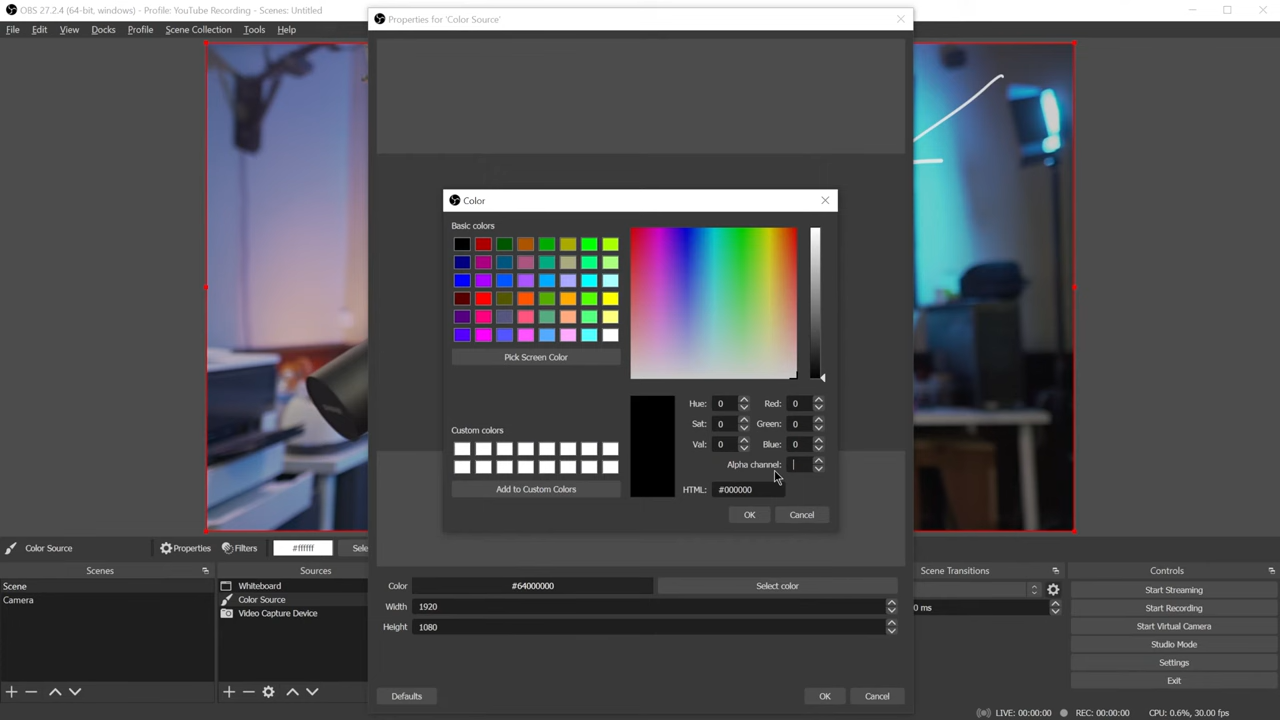 OBS 27.2.4 (64-bit, windows) - Profile: YouTube Recording - Scenes: Untitled
File Edit View Docks Profile Scene Collection Tools Help
Properties for 'Color Source'
Color
Basic colors
Pick Screen Color
Custom colors
Add to Custom Colors
Hue: 0 Red: 0
Sat: 0 Green: 0
Val: 0 Blue: 0
Alpha channel:
HTML: #000000
OK Cancel
Color Source Properties Filters #ffffff Sele
Scenes
Scene
Camera
Sources
Whiteboard
Color Source
Video Capture Device
Color #64000000 Select color
Width 1920
Height 1080
Defaults OK Cancel
Scene Transitions
0 ms
Controls
Start Streaming
Start Recording
Start Virtual Camera
Studio Mode
Settings
Exit
LIVE: 00:00:00 REC: 00:00:00 CPU: 0.6%, 30.00 fps